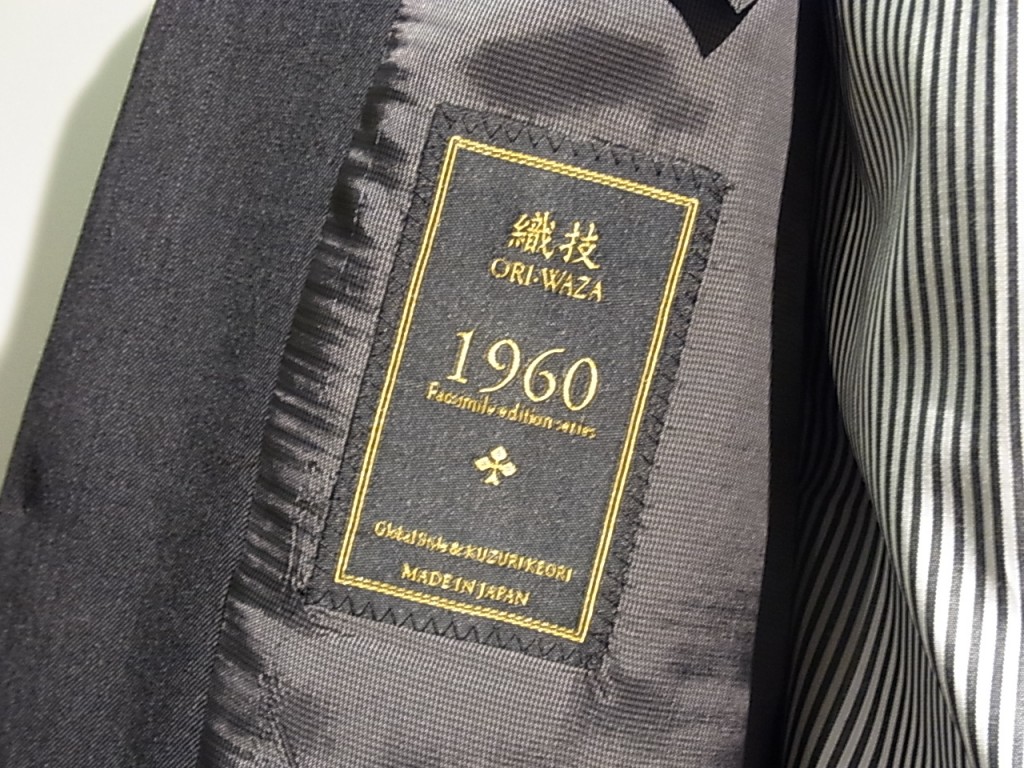 織技
ORI-WAZA
1960
Facsimile edition series
Global Style & KUZURI KEORI
MADE IN JAPAN